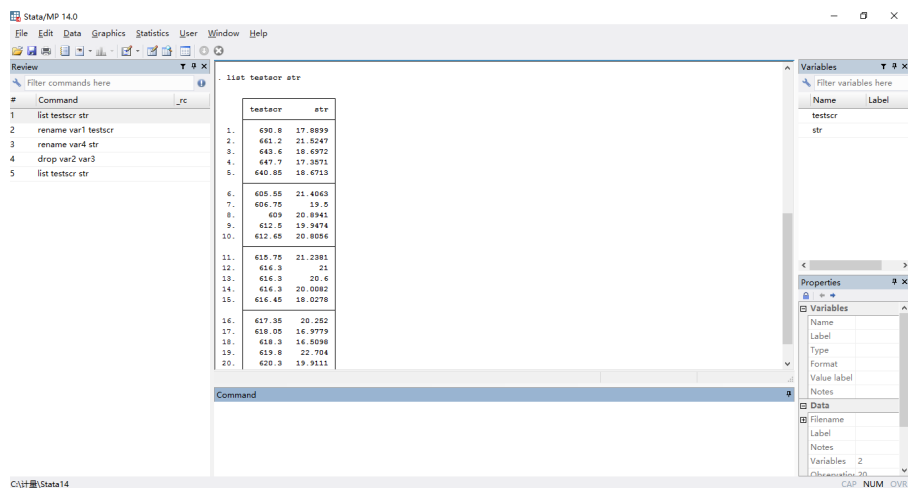 Stata/MP 14.0
File Edit Data Graphics Statistics User Window Help
Review
Filter commands here
# Command _rc
1 list testscr str
2 rename var1 testscr
3 rename var4 str
4 drop var2 var3
5 list testscr str
. list testscr str
testscr str
1. 690.8 17.8899
2. 661.2 21.5247
3. 643.6 18.6972
4. 647.7 17.3571
5. 640.85 18.6713
6. 605.55 21.4063
7. 606.75 19.5
8. 609 20.8941
9. 612.5 19.9474
10. 612.65 20.8056
11. 615.75 21.2381
12. 616.3 21
13. 616.3 20.6
14. 616.3 20.0082
15. 616.45 18.0278
16. 617.35 20.252
17. 618.05 16.9779
18. 618.3 16.5098
19. 619.8 22.704
20. 620.3 19.9111
Command
Variables
Filter variables here
Name Label
testscr
str
Properties
Variables
Name
Label
Type
Format
Value label
Notes
Data
Filename
Label
Notes
Variables 2
Observations 20
C:\计量\Stata14
CAP NUM OVR